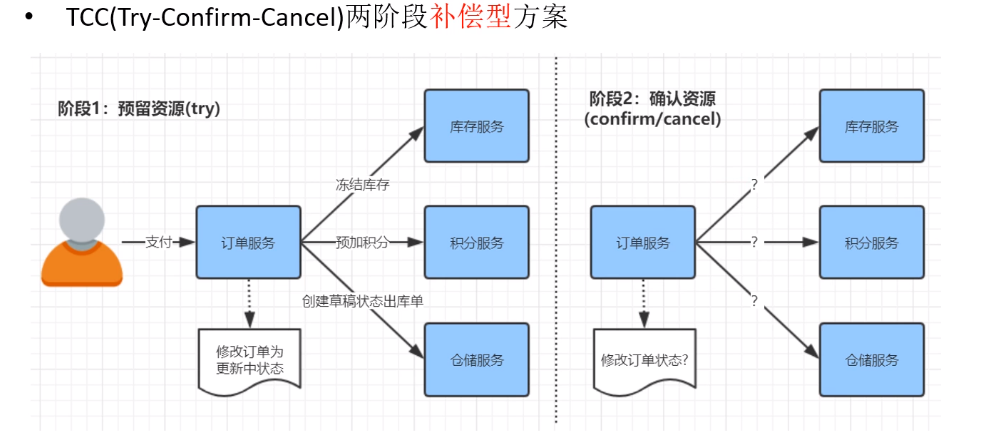 • TCC(Try-Confirm-Cancel)两阶段补偿型方案
阶段1：预留资源(try)
库存服务
冻结库存
支付
订单服务
预加积分
积分服务
创建草稿状态出库单
修改订单为
更新中状态
仓储服务
阶段2：确认资源
(confirm/cancel)
库存服务
?
订单服务
?
积分服务
?
修改订单状态?
仓储服务